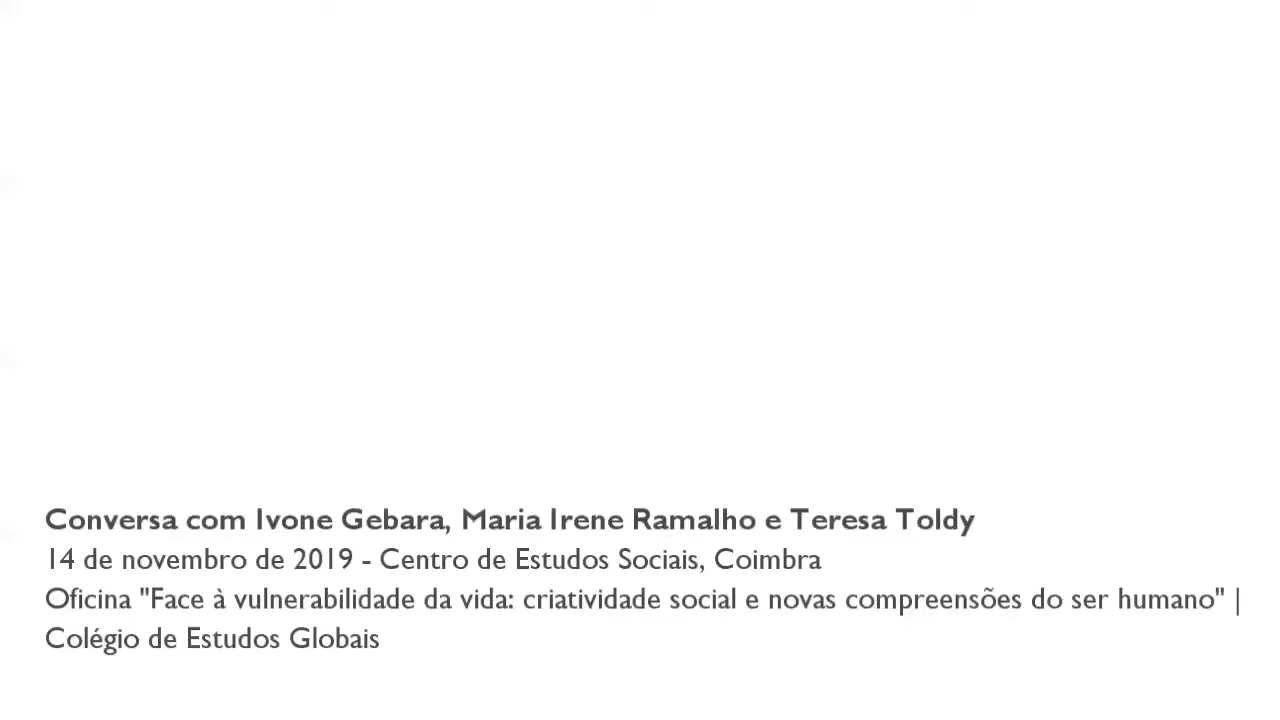 Conversa com Ivone Gebara, Maria Irene Ramalho e Teresa Toldy
14 de novembro de 2019 - Centro de Estudos Sociais, Coimbra
Oficina "Face à vulnerabilidade da vida: criatividade social e novas compreensões do ser humano" |
Colégio de Estudos Globais